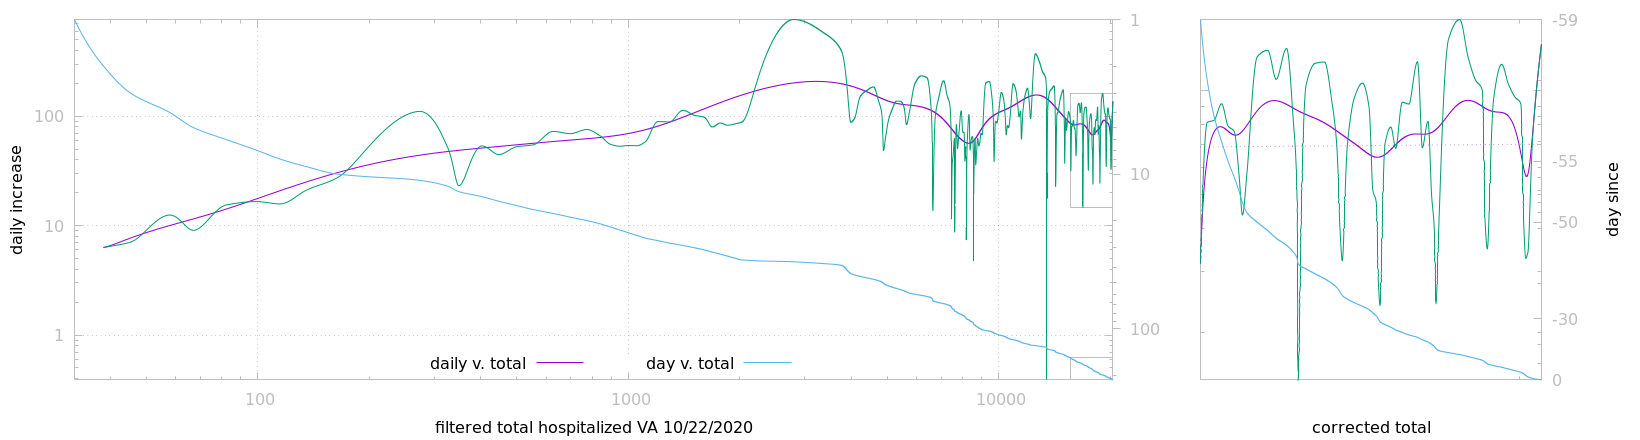 daily increase
100
10
1
daily v. total
day v. total
100
1000
10000
filtered total hospitalized VA 10/22/2020
1
10
100
-59
-55
-50
-30
0
day since
corrected total